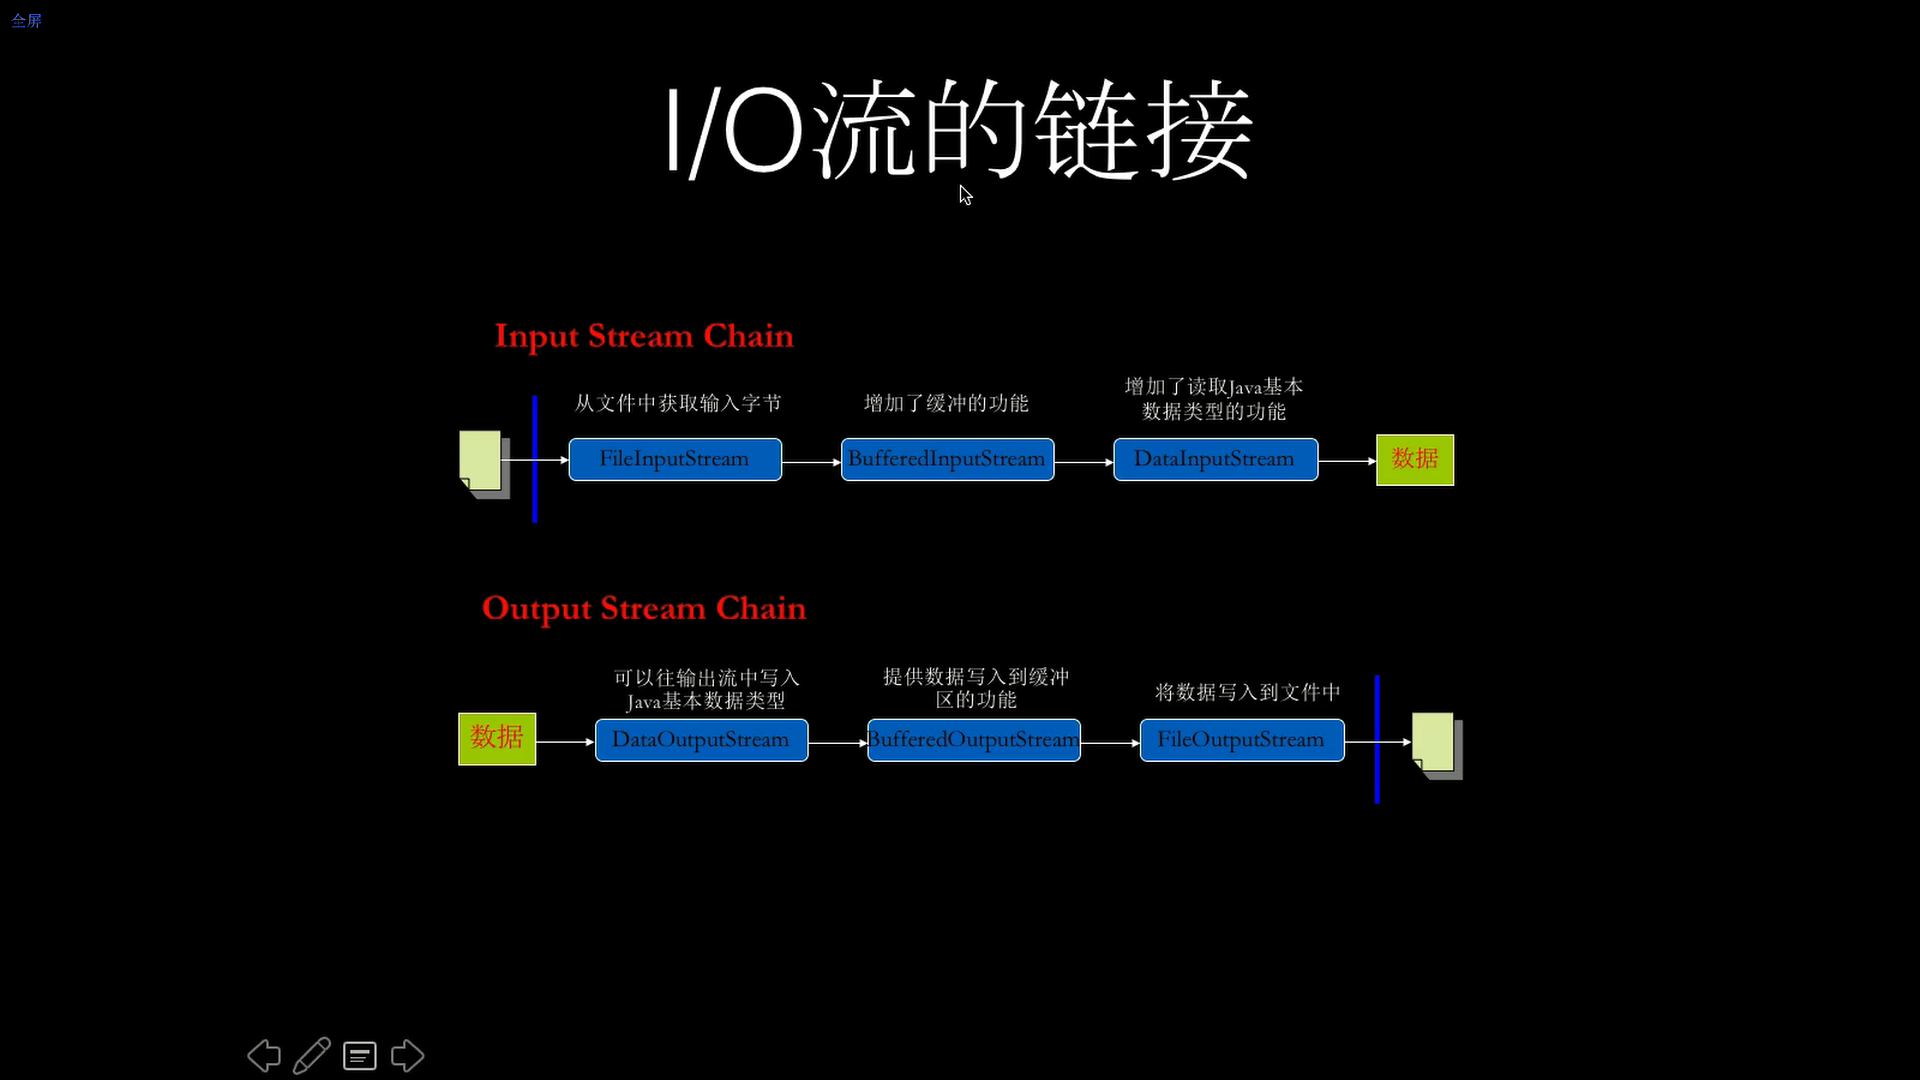 全屏
I/O流的链接
Input Stream Chain
从文件中获取输入字节
增加了缓冲的功能
增加了读取Java基本
数据类型的功能
FileInputStream
BufferedInputStream
DataInputStream
数据
Output Stream Chain
可以往输出流中写入
Java基本数据类型
提供数据写入到缓冲
区的功能
将数据写入到文件中
数据
DataOutputStream
BufferedOutputStream
FileOutputStream